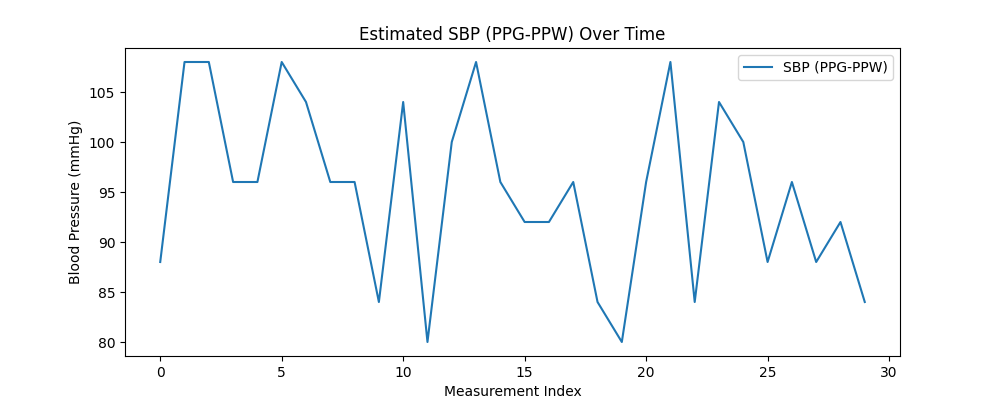 Estimated SBP (PPG-PPW) Over Time
SBP (PPG-PPW)
Blood Pressure (mmHg)
105
100
95
90
85
80
0 5 10 15 20 25 30
Measurement Index